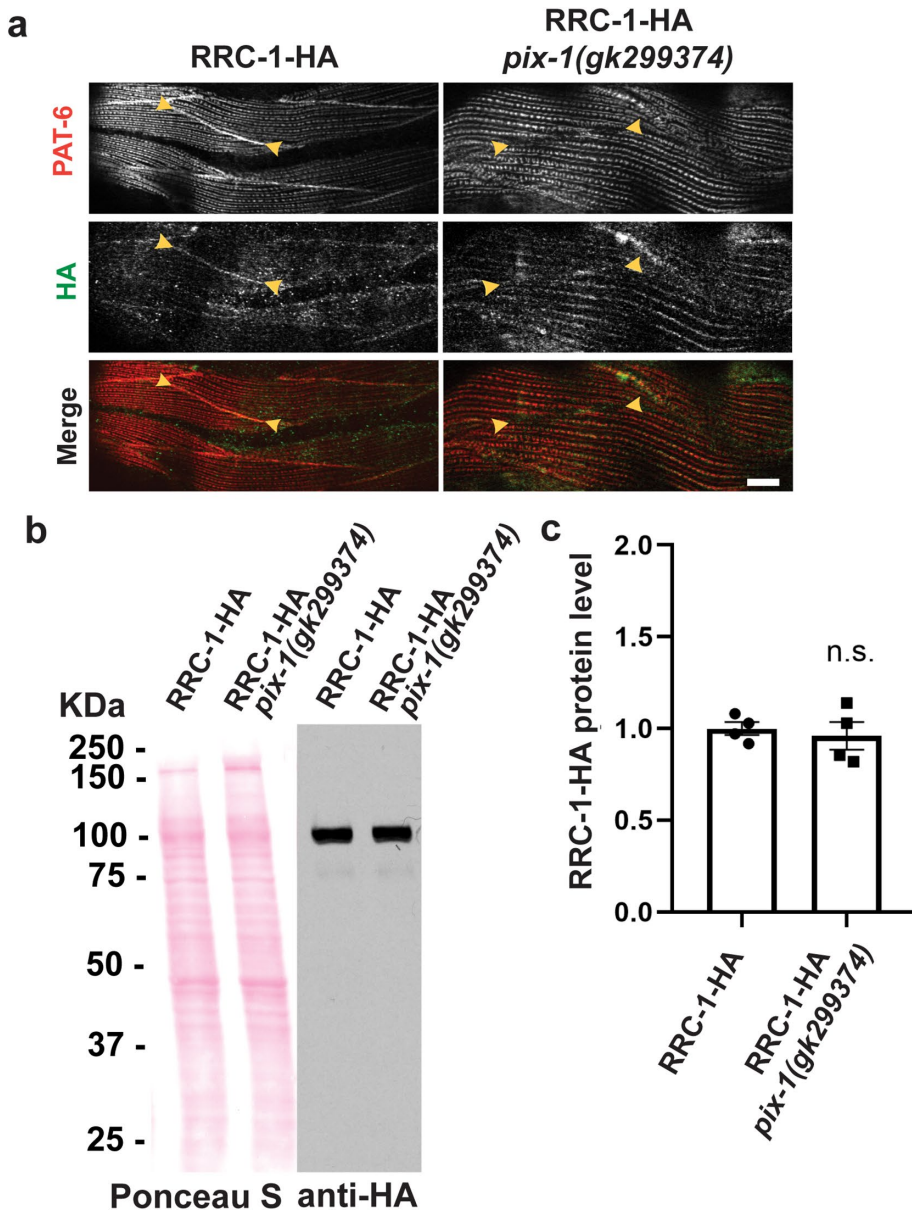 a
RRC-1-HA
RRC-1-HA
pix-1(gk299374)
PAT-6
HA
Merge
b
KDa
RRC-1-HA
RRC-1-HA
pix-1(gk299374)
RRC-1-HA
RRC-1-HA
pix-1(gk299374)
250 -
150 -
100 -
75 -
50 -
37 -
25 -
Ponceau S
anti-HA
c
RRC-1-HA protein level
2.0
1.5
1.0
0.5
0.0
n.s.
RRC-1-HA
RRC-1-HA
pix-1(gk299374)